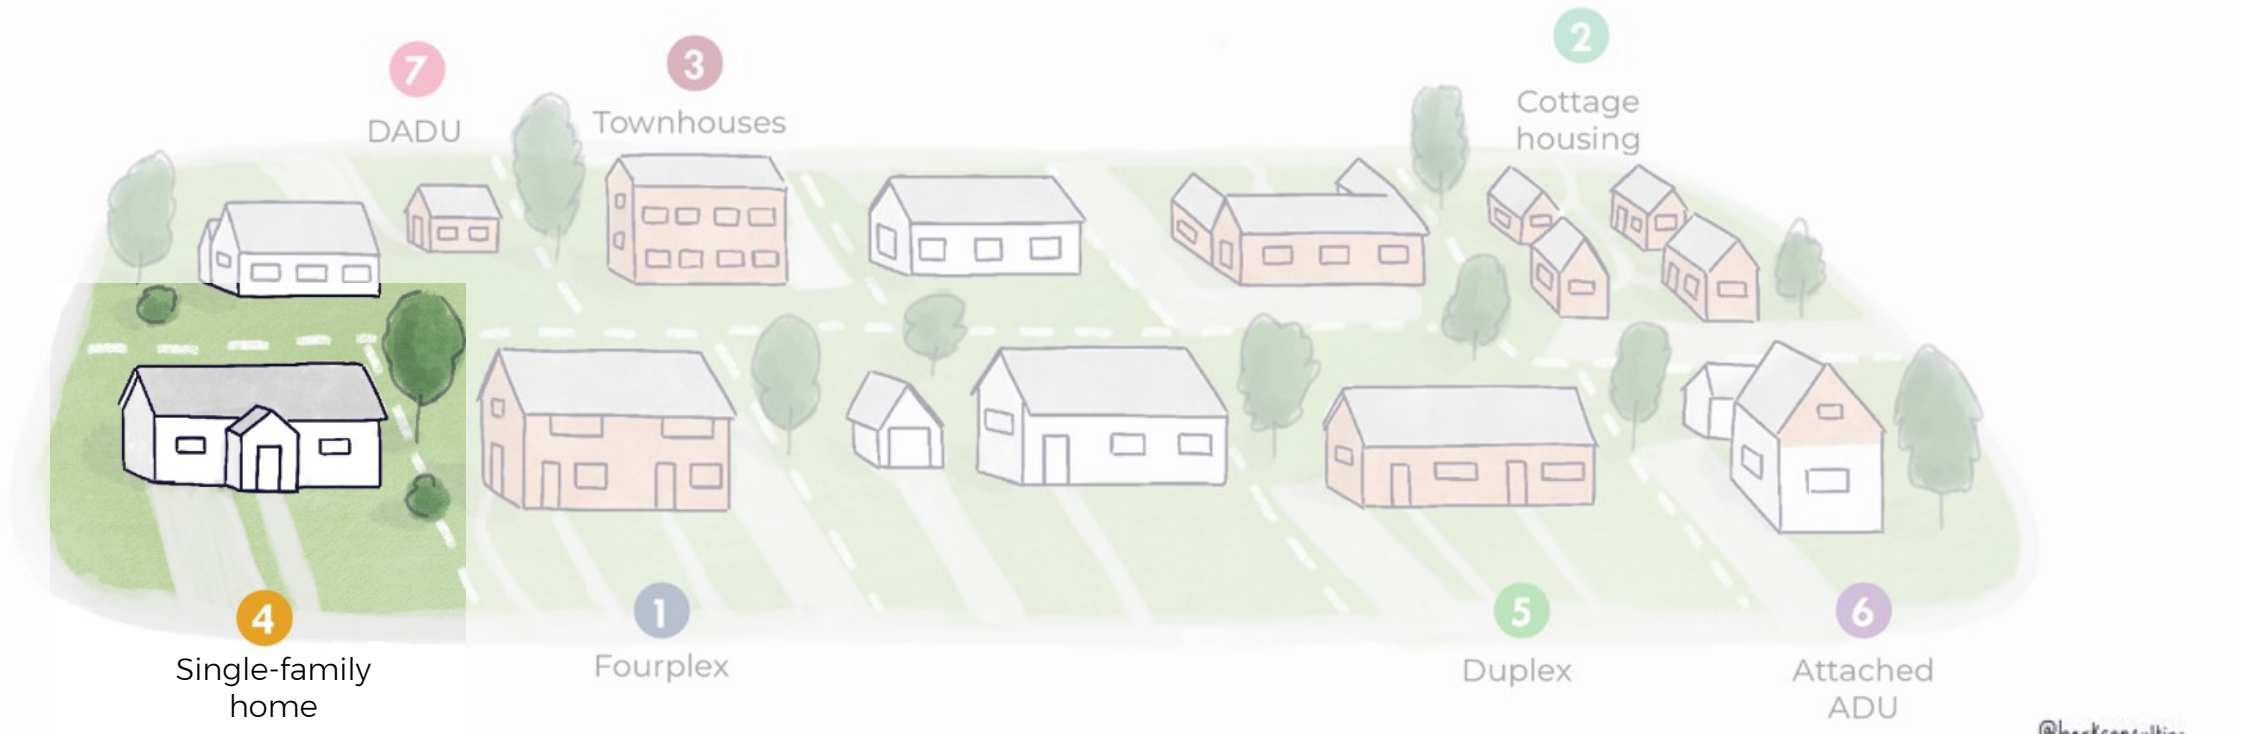 7
DADU
3
Townhouses
2
Cottage
housing
4
Single-family
home
1
Fourplex
5
Duplex
6
Attached
ADU